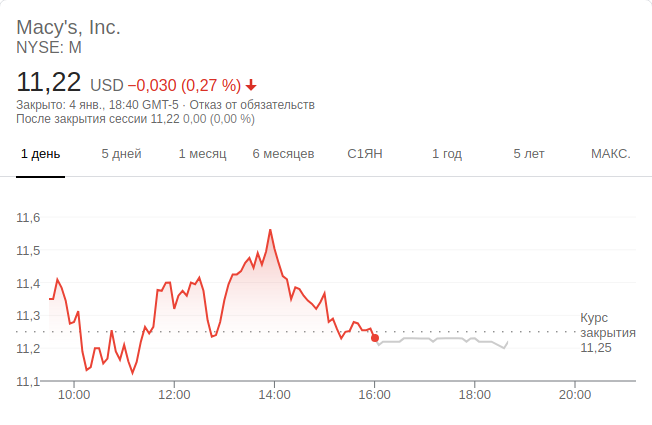 Macy's, Inc.
NYSE: M
11,22 USD −0,030 (0,27 %)
Закрыто: 4 янв., 18:40 GMT-5 · Отказ от обязательств
После закрытия сессии 11,22 0,00 (0,00 %)
1 день 5 дней 1 месяц 6 месяцев С1ЯН 1 год 5 лет МАКС.
11,6
11,5
11,4
11,3
11,2
11,1
Курс
закрытия
11,25
10:00 12:00 14:00 16:00 18:00 20:00